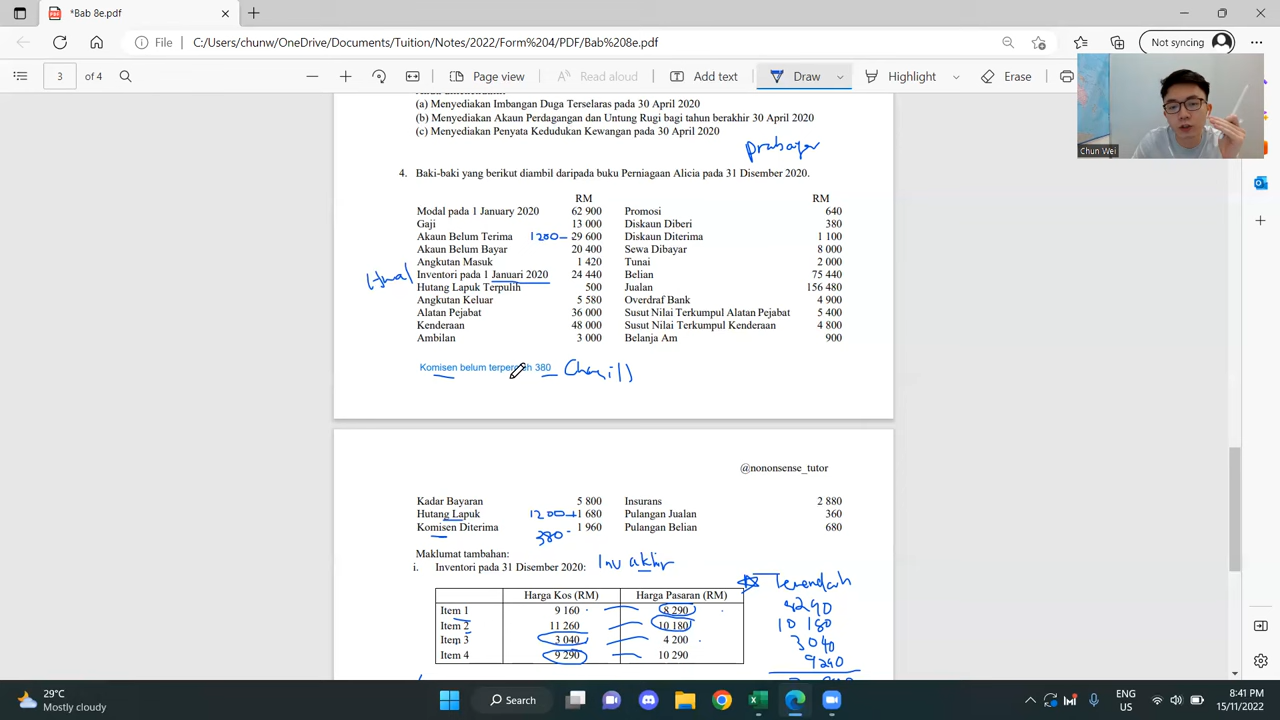 *Bab 8e.pdf
File C:/Users/chunw/OneDrive/Documents/Tuition/Notes/2022/Form%204/PDF/Bab%208e.pdf Not syncing
3 of 4 Page view Read aloud Add text Draw Highlight Erase
Chun Wei
(a) Menyediakan Imbangan Duga Terselaras pada 30 April 2020
(b) Menyediakan Akaun Perdagangan dan Untung Rugi bagi tahun berakhir 30 April 2020
(c) Menyediakan Penyata Kedudukan Kewangan pada 30 April 2020
prabayar
4. Baki-baki yang berikut diambil daripada buku Perniagaan Alicia pada 31 Disember 2020.
RM RM
Modal pada 1 January 2020 62 900 Promosi 640
Gaji 13 000 Diskaun Diberi 380
Akaun Belum Terima 1200- 29 600 Diskaun Diterima 1 100
Akaun Belum Bayar 20 400 Sewa Dibayar 8 000
Angkutan Masuk 1 420 Tunai 2 000
Inventori pada 1 Januari 2020 24 440 Belian 75 440
Hutang Lapuk Terpulih 500 Jualan 156 480
Angkutan Keluar 5 580 Overdraf Bank 4 900
Alatan Pejabat 36 000 Susut Nilai Terkumpul Alatan Pejabat 5 400
Kenderaan 48 000 Susut Nilai Terkumpul Kenderaan 4 800
Ambilan 3 000 Belanja Am 900
Komisen belum 380
@nononsense_tutor
Kadar Bayaran 5 800 Insurans 2 880
Hutang Lapuk 1200+ 1 680 Pulangan Jualan 360
Komisen Diterima 380- 1 960 Pulangan Belian 680
Maklumat tambahan:
i. Inventori pada 31 Disember 2020: Inv akhir
Harga Kos (RM) Harga Pasaran (RM) Terendah
Item 1 9 160 8 290 8290
Item 2 11 260 10 180 10 180
Item 3 3 040 4 200 3 040
Item 4 9 290 10 290 9290
29°C
Mostly cloudy
Search
ENG
US
8:41 PM
15/11/2022